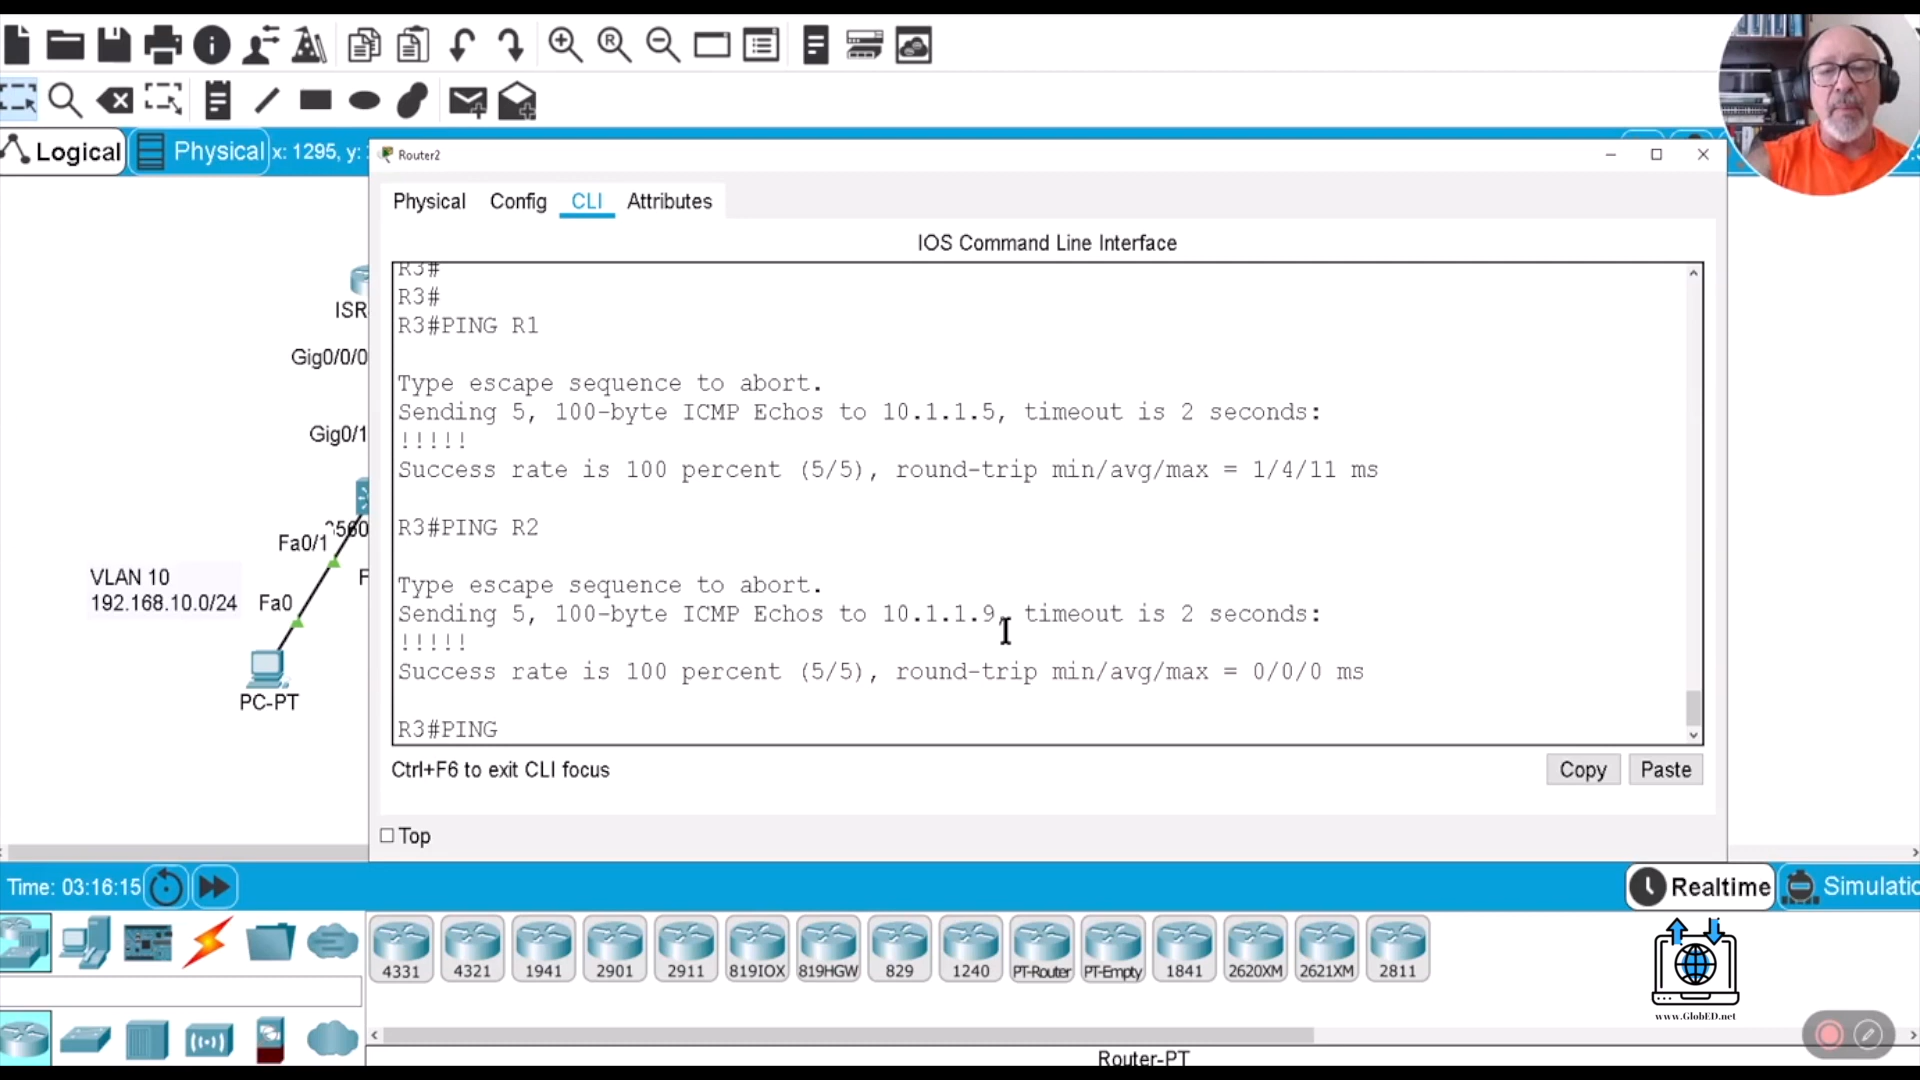 Logical
Physical
x: 1295, y:
Router2
Physical
Config
CLI
Attributes
IOS Command Line Interface
R3#
R3#
R3#PING R1
Type escape sequence to abort.
Sending 5, 100-byte ICMP Echos to 10.1.1.5, timeout is 2 seconds:
!!!!!
Success rate is 100 percent (5/5), round-trip min/avg/max = 1/4/11 ms
R3#PING R2
Type escape sequence to abort.
Sending 5, 100-byte ICMP Echos to 10.1.1.9, timeout is 2 seconds:
!!!!!
Success rate is 100 percent (5/5), round-trip min/avg/max = 0/0/0 ms
R3#PING
Ctrl+F6 to exit CLI focus
Copy
Paste
Top
ISR
Gig0/0/0
Gig0/1
3560
Fa0/1
F
VLAN 10
192.168.10.0/24
Fa0
PC-PT
Time: 03:16:15
Realtime
Simulatio
4331
4321
1941
2901
2911
819IOX
819HGW
829
1240
PT-Router
PT-Empty
1841
2620XM
2621XM
2811
www.GlobED.net
Router-PT